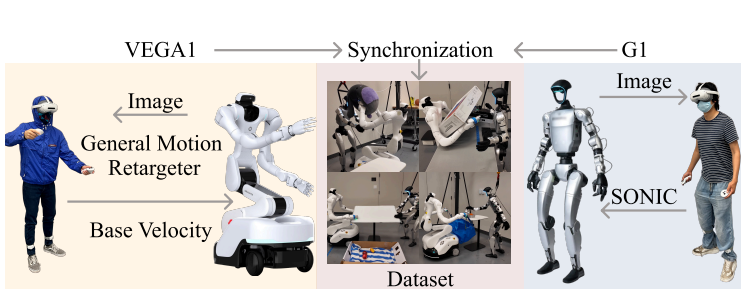 VEGA1
Synchronization
G1
Image
General Motion
Retargeter
Base Velocity
Dataset
Image
SONIC